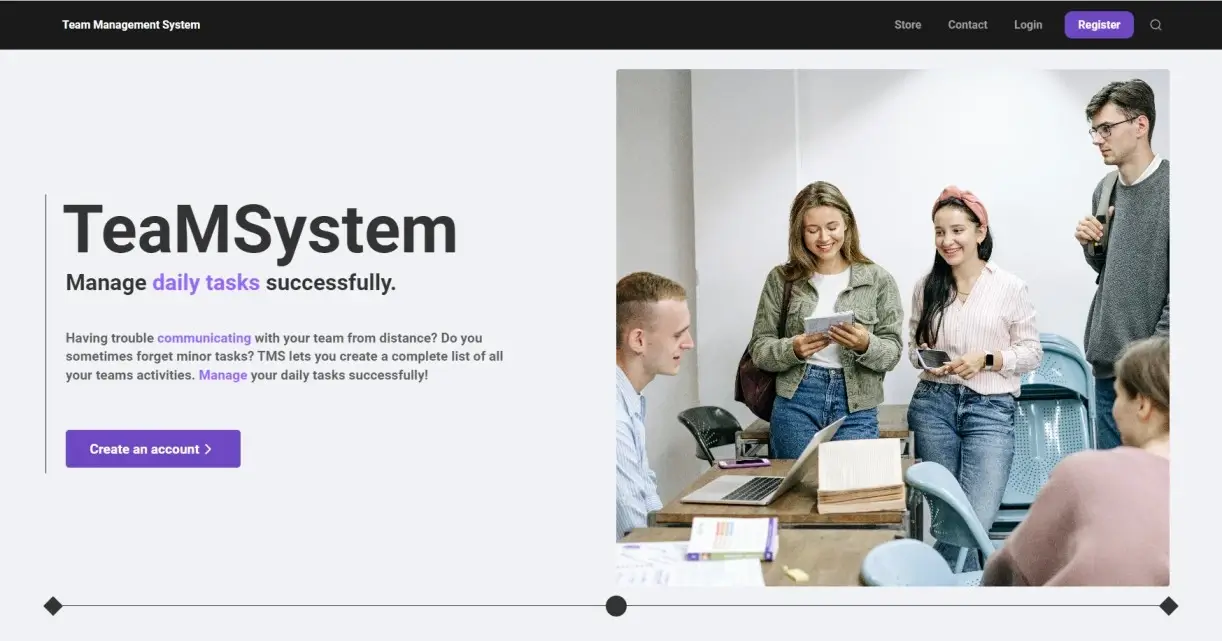 Team Management System
Store
Contact
Login
Register
TeaMSystem
Manage daily tasks successfully.
Having trouble communicating with your team from distance? Do you
sometimes forget minor tasks? TMS lets you create a complete list of all
your teams activities. Manage your daily tasks successfully!
Create an account